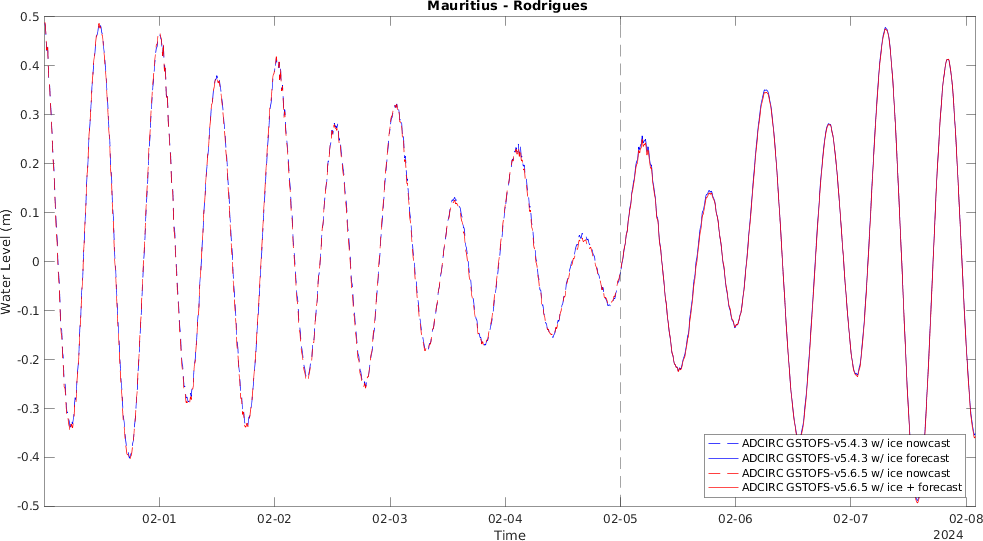 Mauritius - Rodrigues
0.5
0.4
0.3
0.2
0.1
0
-0.1
-0.2
-0.3
-0.4
-0.5
Water Level (m)
ADCIRC GSTOFS-v5.4.3 w/ ice nowcast
ADCIRC GSTOFS-v5.4.3 w/ ice forecast
ADCIRC GSTOFS-v5.6.5 w/ ice nowcast
ADCIRC GSTOFS-v5.6.5 w/ ice + forecast
02-01 02-02 02-03 02-04 02-05 02-06 02-07 02-08
Time 2024